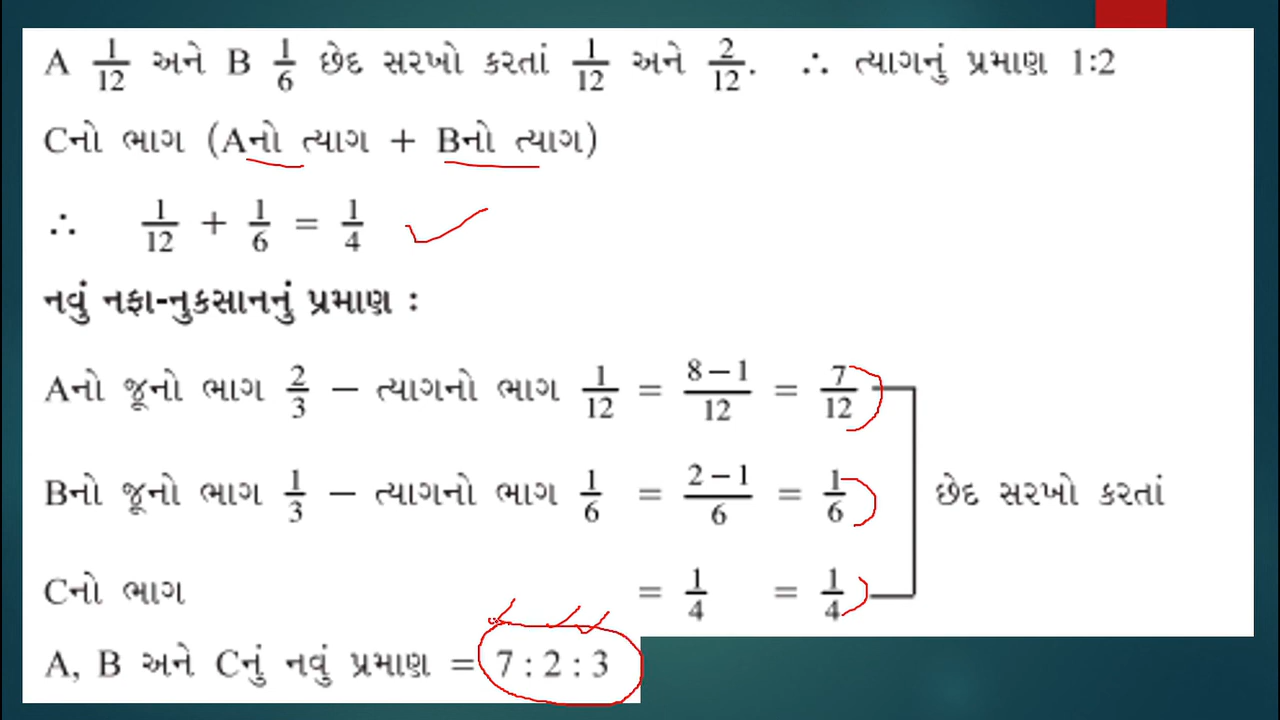 A 1/12 અને B 1/6 છેદ સરખો કરતાં 1/12 અને 2/12. ∴ ત્યાગનું પ્રમાણ 1:2
Cનો ભાગ (Aનો ત્યાગ + Bનો ત્યાગ)
∴ 1/12 + 1/6 = 1/4
નવું નફા-નુકસાનનું પ્રમાણ :
Aનો જૂનો ભાગ 2/3 − ત્યાગનો ભાગ 1/12 = 8−1/12 = 7/12
Bનો જૂનો ભાગ 1/3 − ત્યાગનો ભાગ 1/6 = 2−1/6 = 1/6 છેદ સરખો કરતાં
Cનો ભાગ = 1/4 = 1/4
A, B અને Cનું નવું પ્રમાણ = 7 : 2 : 3